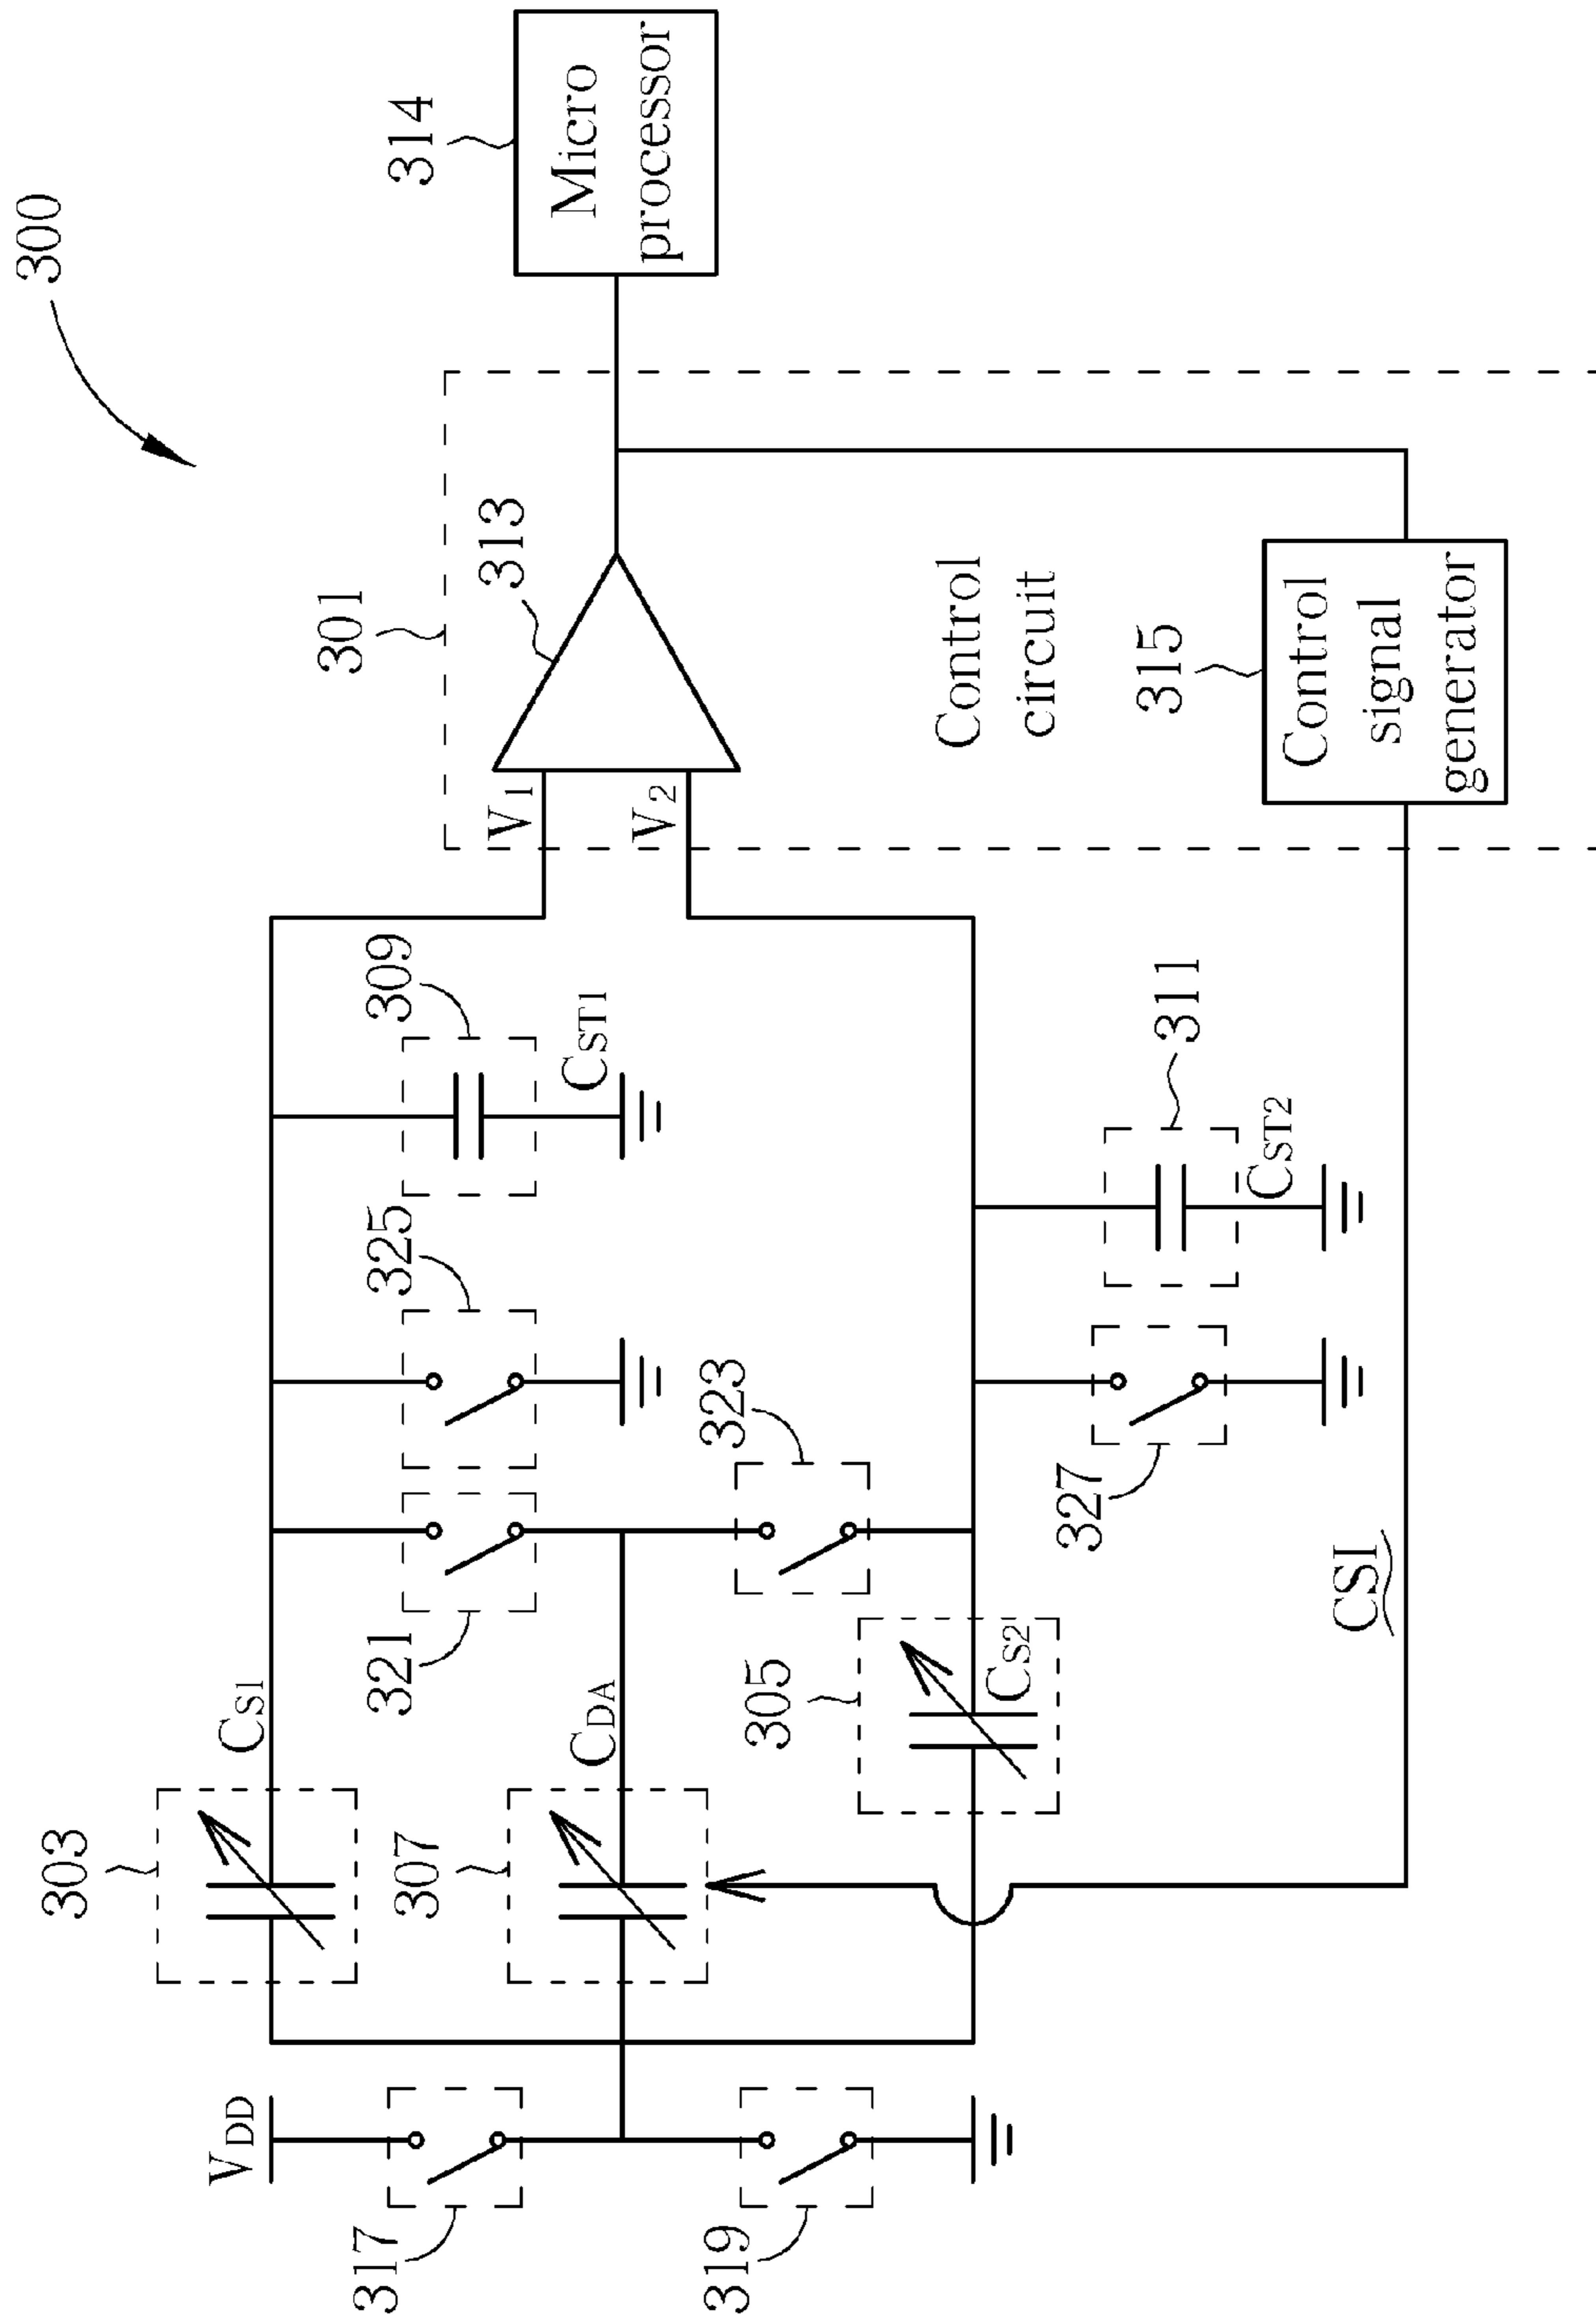 300
301
314
Micro
processor
313
V1
V2
Control
circuit
315
Control
signal
generator
309
CST1
325
311
CST2
321
323
327
CS1
303
CDA
307
305
CS2
CSI
VDD
317
319